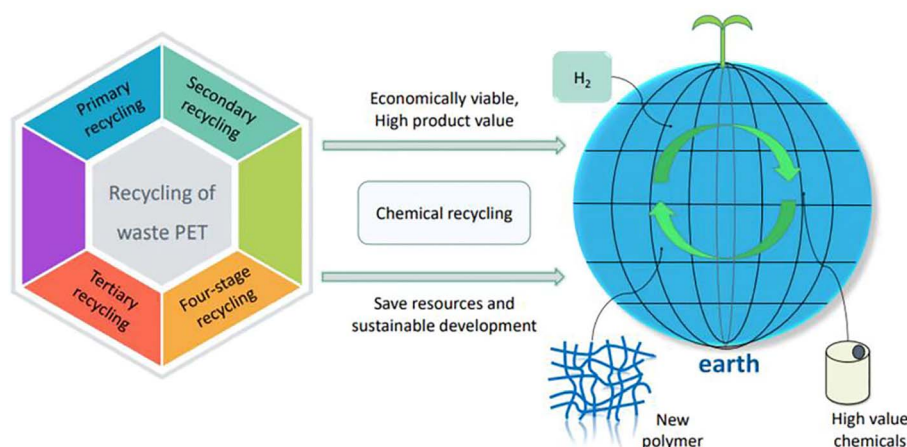 Primary
recycling
Secondary
recycling
Recycling of
waste PET
Tertiary
recycling
Four-stage
recycling
Economically viable,
High product value
Chemical recycling
Save resources and
sustainable development
H₂
earth
New
polymer
High value
chemicals